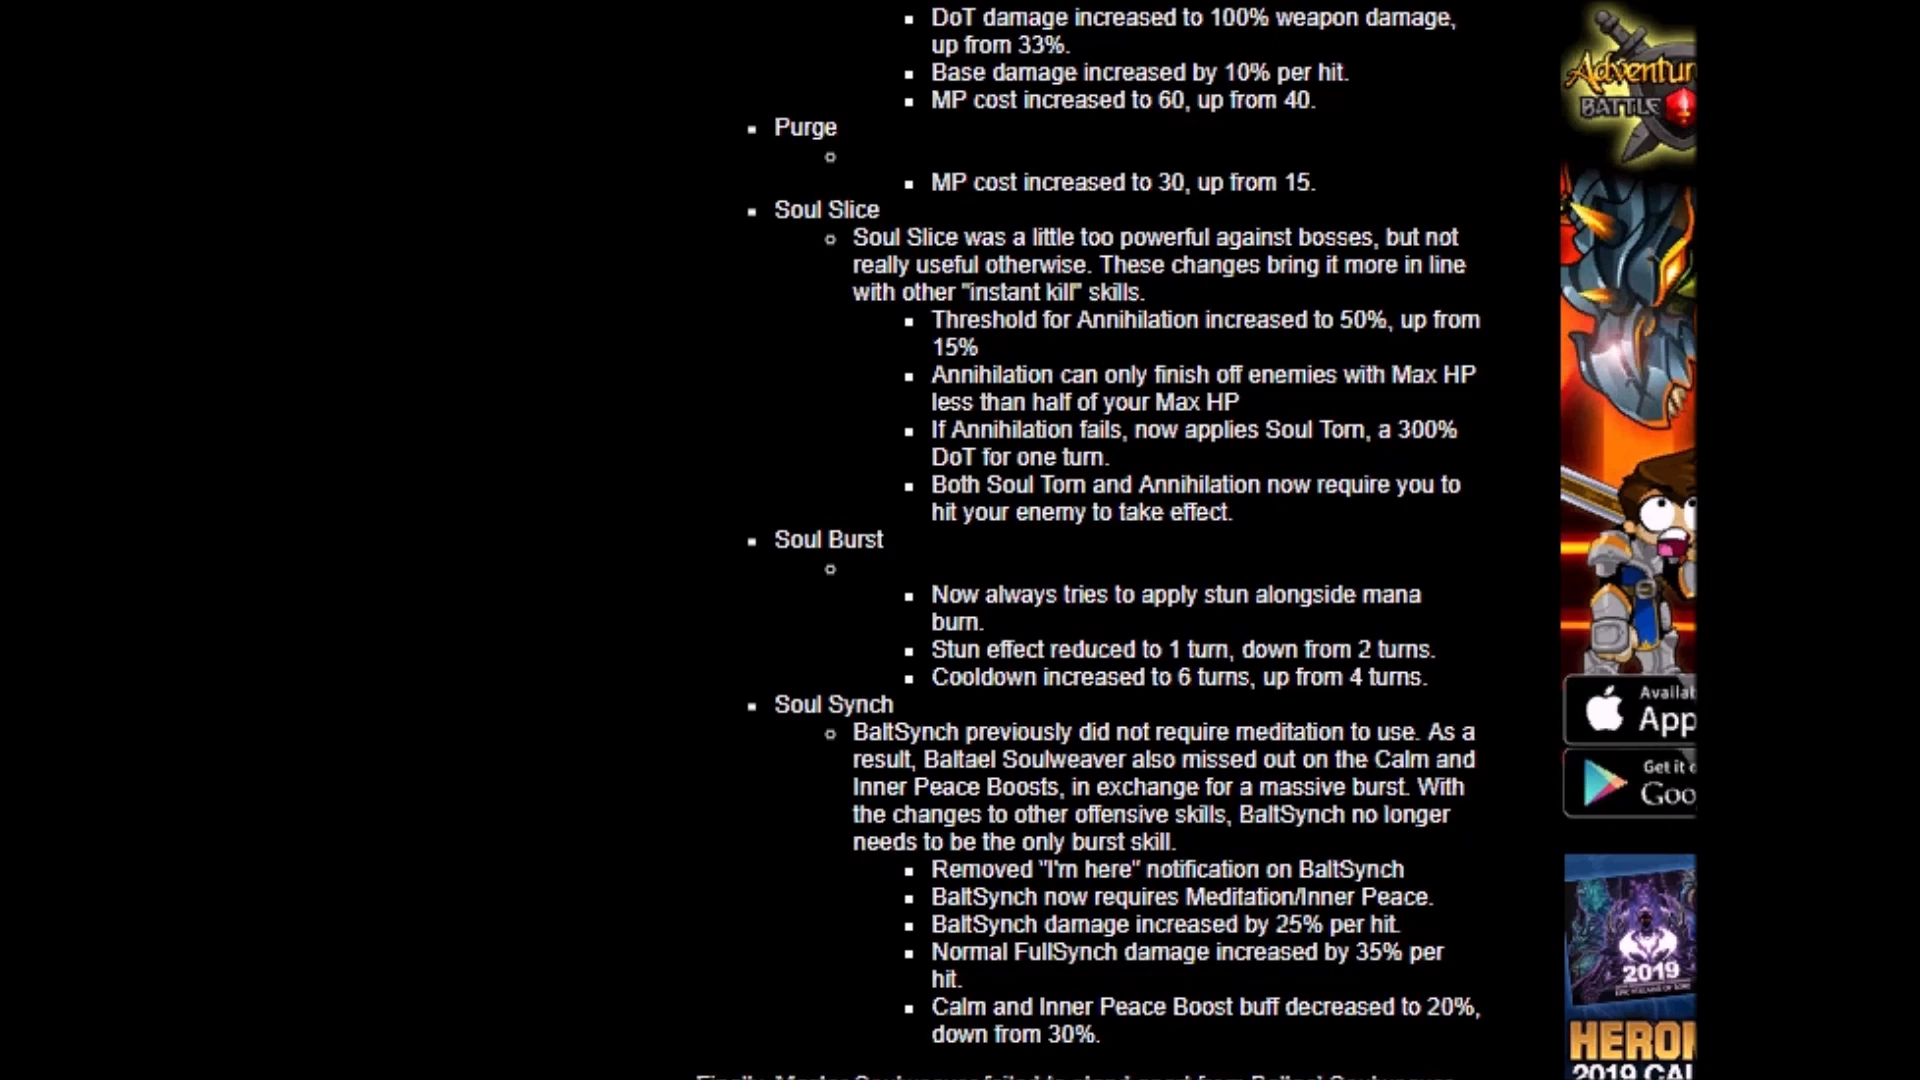 DoT damage increased to 100% weapon damage,
up from 33%.
Base damage increased by 10% per hit.
MP cost increased to 60, up from 40.
Purge
MP cost increased to 30, up from 15.
Soul Slice
Soul Slice was a little too powerful against bosses, but not
really useful otherwise. These changes bring it more in line
with other "instant kill" skills.
Threshold for Annihilation increased to 50%, up from
15%
Annihilation can only finish off enemies with Max HP
less than half of your Max HP
If Annihilation fails, now applies Soul Torn, a 300%
DoT for one turn.
Both Soul Torn and Annihilation now require you to
hit your enemy to take effect.
Soul Burst
Now always tries to apply stun alongside mana
burn.
Stun effect reduced to 1 turn, down from 2 turns.
Cooldown increased to 6 turns, up from 4 turns.
Soul Synch
BaltSynch previously did not require meditation to use. As a
result, Baltael Soulweaver also missed out on the Calm and
Inner Peace Boosts, in exchange for a massive burst. With
the changes to other offensive skills, BaltSynch no longer
needs to be the only burst skill.
Removed "I'm here" notification on BaltSynch
BaltSynch now requires Meditation/Inner Peace.
BaltSynch damage increased by 25% per hit.
Normal FullSynch damage increased by 35% per
hit.
Calm and Inner Peace Boost buff decreased to 20%,
down from 30%.
Adventur
BATTLE
Availab
App
Get it o
Goo
2019
HERO
2019 CAL